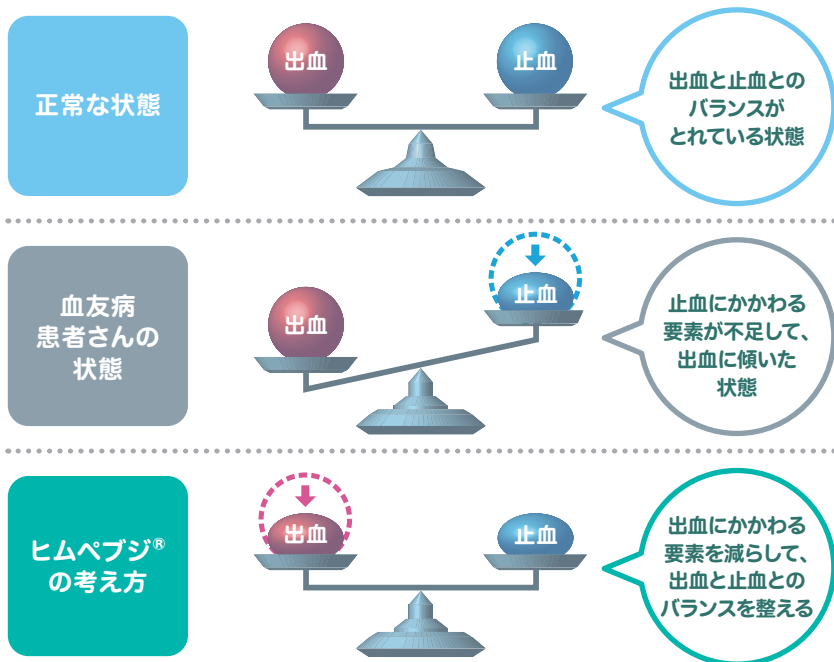 正常な状態
出血
止血
出血と止血との
バランスが
とれている状態
血友病
患者さんの
状態
出血
止血
止血にかかわる
要素が不足して、
出血に傾いた
状態
ヒムペブジ®
の考え方
出血
止血
出血にかかわる
要素を減らして、
出血と止血との
バランスを整える